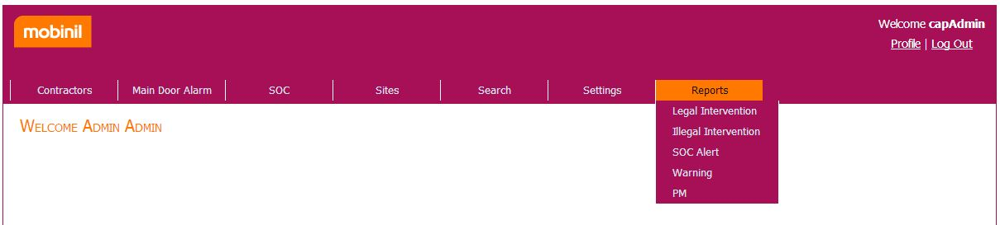 mobinil
Welcome capAdmin
Profile | Log Out
Contractors Main Door Alarm SOC Sites Search Settings Reports
Legal Intervention
WELCOME ADMIN ADMIN
Illegal Intervention
SOC Alert
Warning
PM